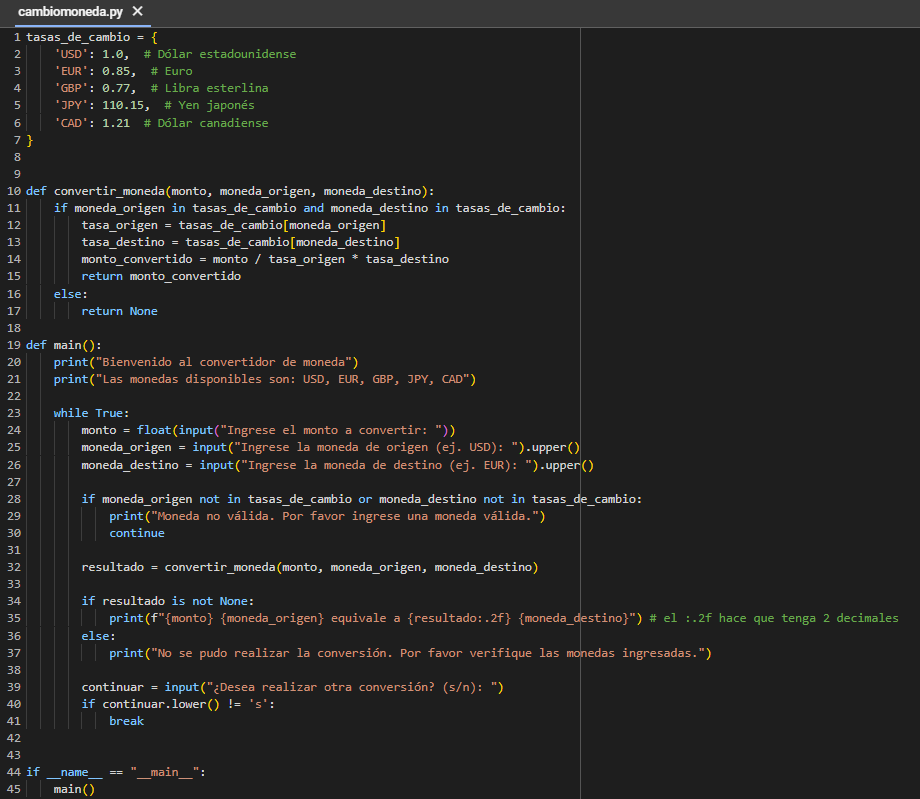 cambiomoneda.py ✕
1 tasas_de_cambio = {
2     'USD': 1.0,  # Dólar estadounidense
3     'EUR': 0.85,  # Euro
4     'GBP': 0.77,  # Libra esterlina
5     'JPY': 110.15,  # Yen japonés
6     'CAD': 1.21  # Dólar canadiense
7 }
8
9
10 def convertir_moneda(monto, moneda_origen, moneda_destino):
11     if moneda_origen in tasas_de_cambio and moneda_destino in tasas_de_cambio:
12         tasa_origen = tasas_de_cambio[moneda_origen]
13         tasa_destino = tasas_de_cambio[moneda_destino]
14         monto_convertido = monto / tasa_origen * tasa_destino
15         return monto_convertido
16     else:
17         return None
18
19 def main():
20     print("Bienvenido al convertidor de moneda")
21     print("Las monedas disponibles son: USD, EUR, GBP, JPY, CAD")
22
23     while True:
24         monto = float(input("Ingrese el monto a convertir: "))
25         moneda_origen = input("Ingrese la moneda de origen (ej. USD): ").upper()
26         moneda_destino = input("Ingrese la moneda de destino (ej. EUR): ").upper()
27
28         if moneda_origen not in tasas_de_cambio or moneda_destino not in tasas_de_cambio:
29             print("Moneda no válida. Por favor ingrese una moneda válida.")
30             continue
31
32         resultado = convertir_moneda(monto, moneda_origen, moneda_destino)
33
34         if resultado is not None:
35             print(f"{monto} {moneda_origen} equivale a {resultado:.2f} {moneda_destino}") # el :.2f hace que tenga 2 decimales
36         else:
37             print("No se pudo realizar la conversión. Por favor verifique las monedas ingresadas.")
38
39         continuar = input("¿Desea realizar otra conversión? (s/n): ")
40         if continuar.lower() != 's':
41             break
42
43
44 if __name__ == "__main__":
45     main()